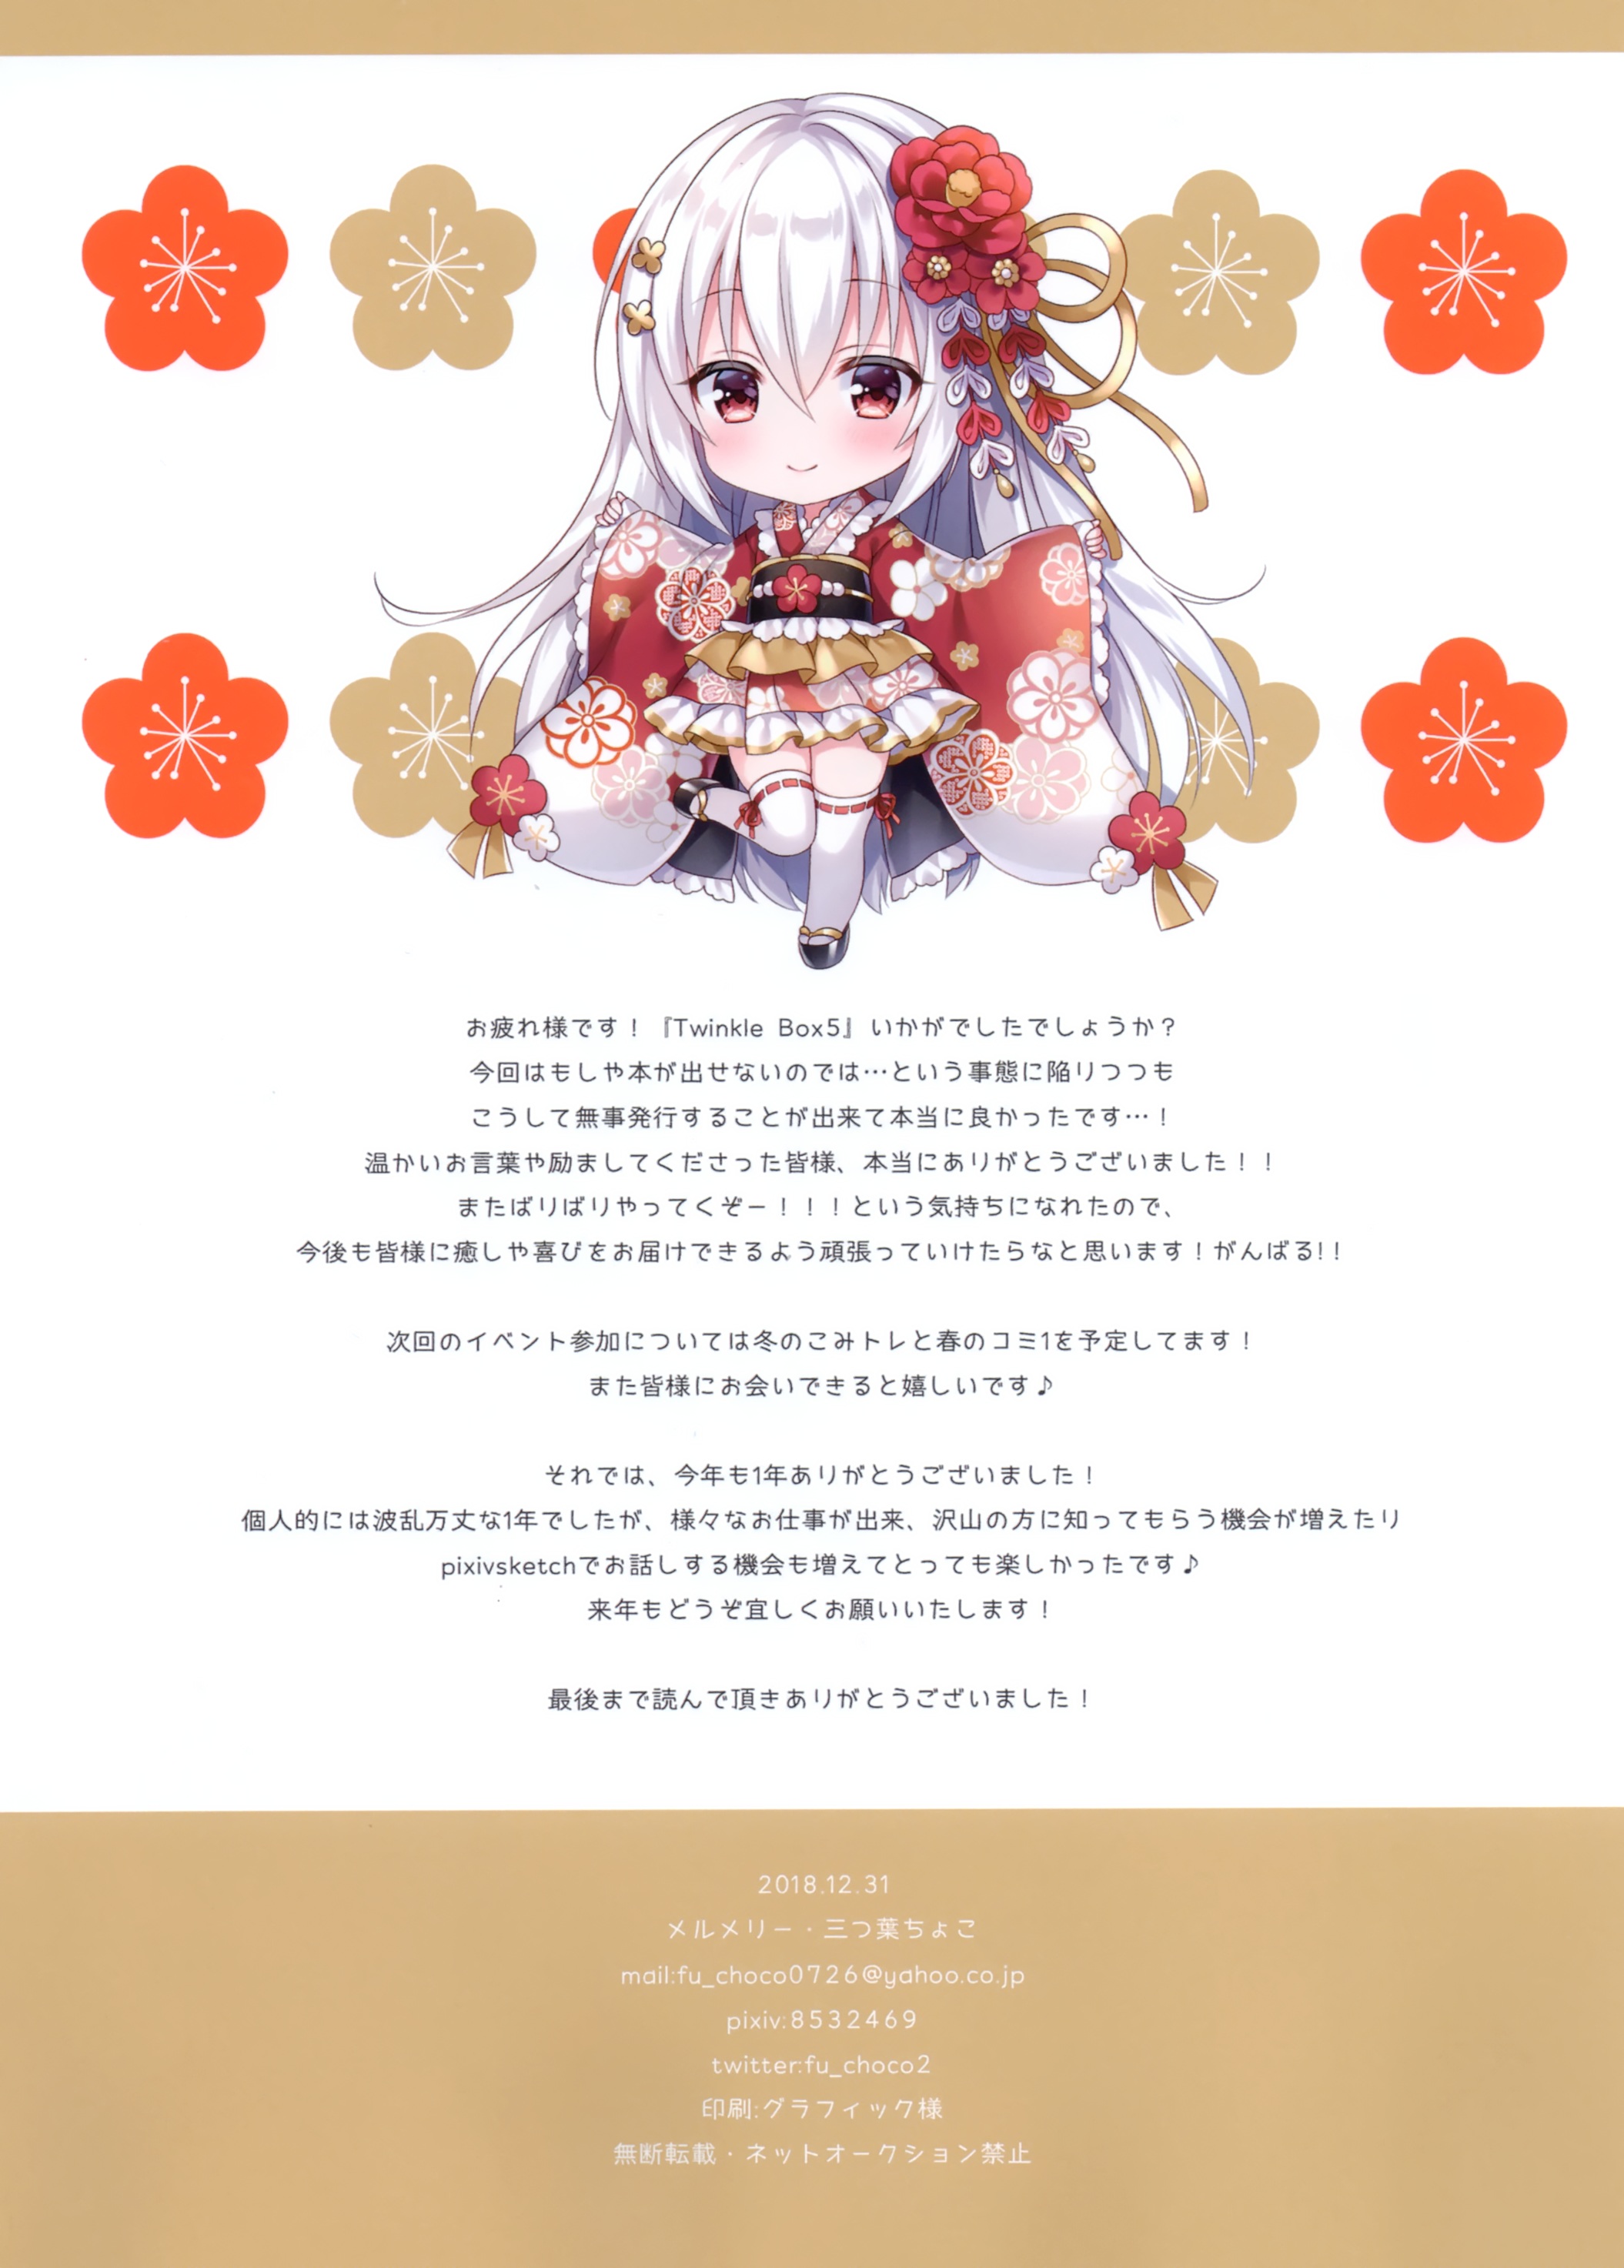 お疲れ様です！『Twinkle Box5』いかがでしたでしょうか？
今回はもしや本が出せないのでは…という事態に陥りつつも
こうして無事発行することが出来て本当に良かったです…！
温かいお言葉や励ましてくださった皆様、本当にありがとうございました！！
またばりばりやってくぞー！！！という気持ちになれたので、
今後も皆様に癒しや喜びをお届けできるよう頑張っていけたらなと思います！がんばる!!
次回のイベント参加については冬のこみトレと春のコミ1を予定してます！
また皆様にお会いできると嬉しいです♪
それでは、今年も1年ありがとうございました！
個人的には波乱万丈な1年でしたが、様々なお仕事が出来、沢山の方に知ってもらう機会が増えたり
pixivsketchでお話しする機会も増えてとっても楽しかったです♪
来年もどうぞ宜しくお願いいたします！
最後まで読んで頂きありがとうございました！
2018.12.31
メルメリー・三つ葉ちょこ
mail:fu_choco0726@yahoo.co.jp
pixiv:8532469
twitter:fu_choco2
印刷:グラフィック様
無断転載・ネットオークション禁止